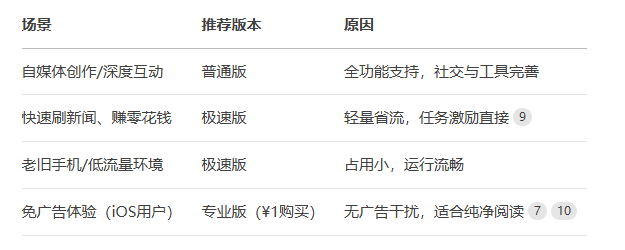 场景 推荐版本 原因
自媒体创作/深度互动 普通版 全功能支持，社交与工具完善
快速刷新闻、赚零花钱 极速版 轻量省流，任务激励直接 9
老旧手机/低流量环境 极速版 占用小，运行流畅
免广告体验（iOS用户） 专业版（¥1购买） 无广告干扰，适合纯净阅读 7 10